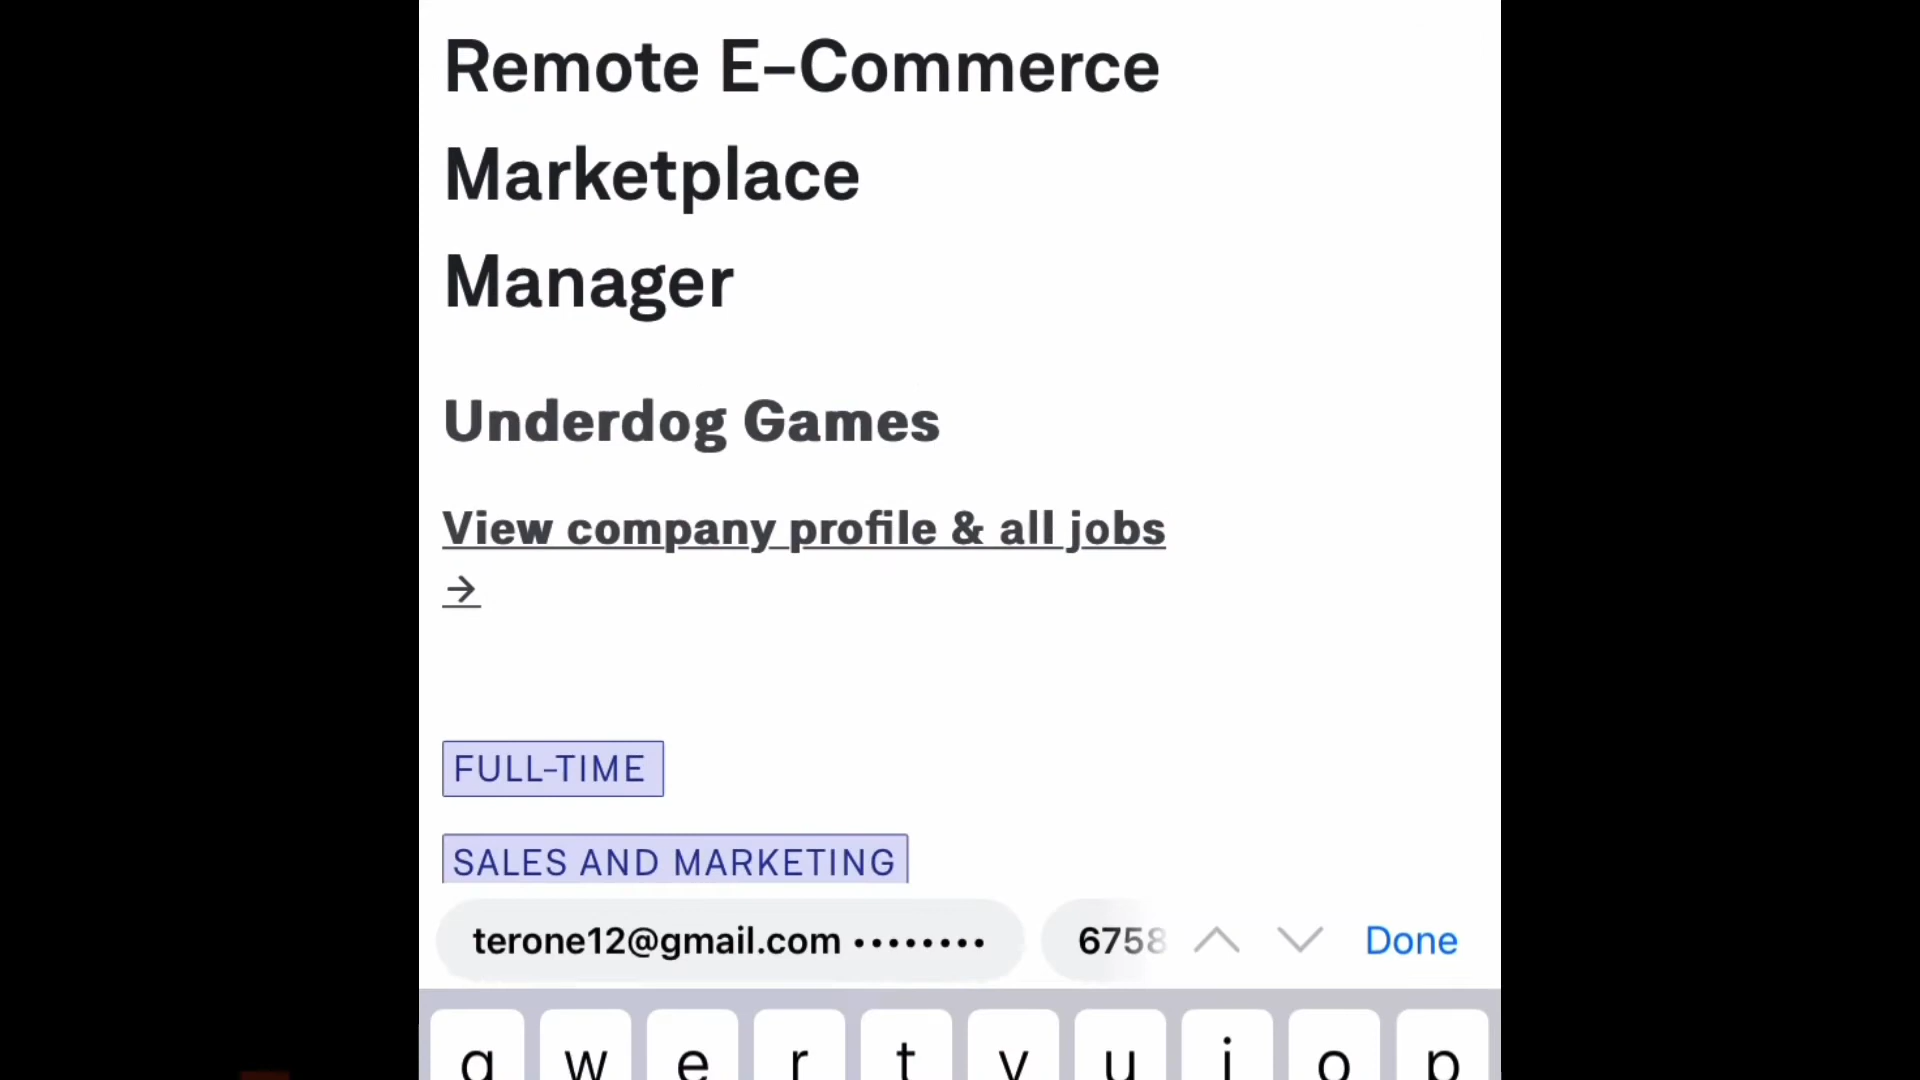 Remote E-Commerce
Marketplace
Manager
Underdog Games
View company profile & all jobs
→
FULL-TIME
SALES AND MARKETING
terone12@gmail.com ••••••••
6758
Done
q w e r t y u i o p